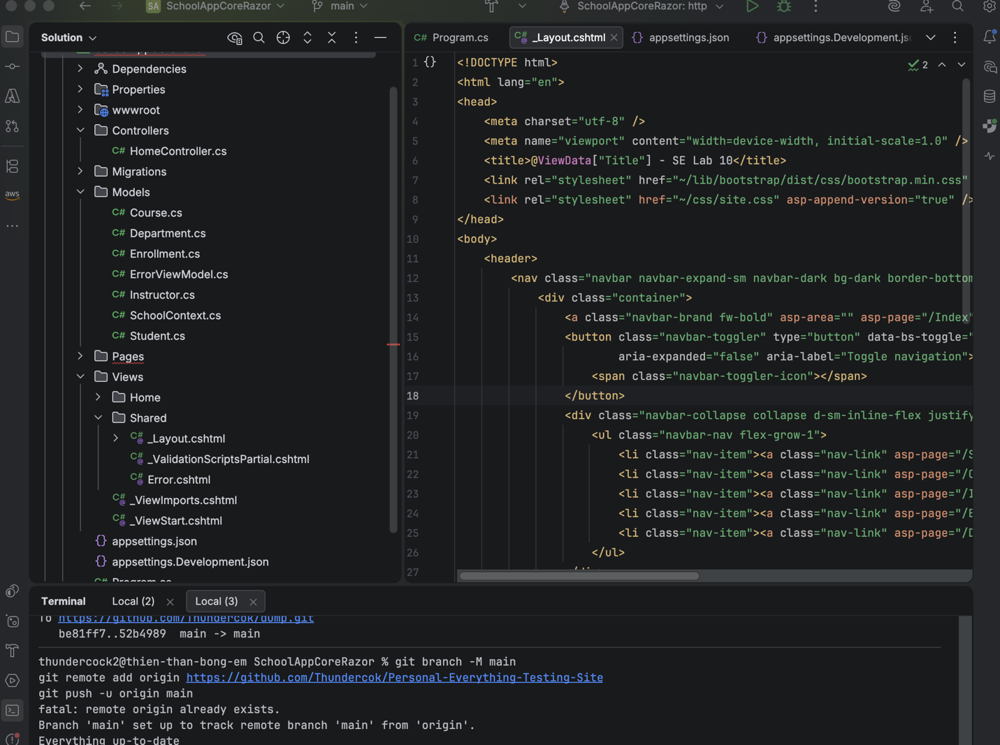 SA SchoolAppCoreRazor
main
SchoolAppCoreRazor: http
Solution
Dependencies
Properties
wwwroot
Controllers
C# HomeController.cs
Migrations
Models
C# Course.cs
C# Department.cs
C# Enrollment.cs
C# ErrorViewModel.cs
C# Instructor.cs
C# SchoolContext.cs
C# Student.cs
Pages
Views
Home
Shared
C#@ _Layout.cshtml
C#@ _ValidationScriptsPartial.cshtml
C#@ Error.cshtml
C#@ _ViewImports.cshtml
C#@ _ViewStart.cshtml
{} appsettings.json
{} appsettings.Development.json
C# Program.cs
aws
C# Program.cs
C#@ _Layout.cshtml
{} appsettings.json
{} appsettings.Development.js
2
1 {} <!DOCTYPE html>
2 <html lang="en">
3 <head>
4 <meta charset="utf-8" />
5 <meta name="viewport" content="width=device-width, initial-scale=1.0" />
6 <title>@ViewData["Title"] - SE Lab 10</title>
7 <link rel="stylesheet" href="~/lib/bootstrap/dist/css/bootstrap.min.css"
8 <link rel="stylesheet" href="~/css/site.css" asp-append-version="true" />
9 </head>
10 <body>
11 <header>
12 <nav class="navbar navbar-expand-sm navbar-dark bg-dark border-bottom
13 <div class="container">
14 <a class="navbar-brand fw-bold" asp-area="" asp-page="/Index"
15 <button class="navbar-toggler" type="button" data-bs-toggle="
16 aria-expanded="false" aria-label="Toggle navigation">
17 <span class="navbar-toggler-icon"></span>
18 </button>
19 <div class="navbar-collapse collapse d-sm-inline-flex justify
20 <ul class="navbar-nav flex-grow-1">
21 <li class="nav-item"><a class="nav-link" asp-page="/S
22 <li class="nav-item"><a class="nav-link" asp-page="/C
23 <li class="nav-item"><a class="nav-link" asp-page="/I
24 <li class="nav-item"><a class="nav-link" asp-page="/E
25 <li class="nav-item"><a class="nav-link" asp-page="/D
26 </ul>
27
Terminal
Local (2)
Local (3)
To https://github.com/Thundercok/dump.git
be81ff7..52b4989  main -> main
thundercock2@thien-than-bong-em SchoolAppCoreRazor % git branch -M main
git remote add origin https://github.com/Thundercok/Personal-Everything-Testing-Site
git push -u origin main
fatal: remote origin already exists.
Branch 'main' set up to track remote branch 'main' from 'origin'.
Everything up-to-date